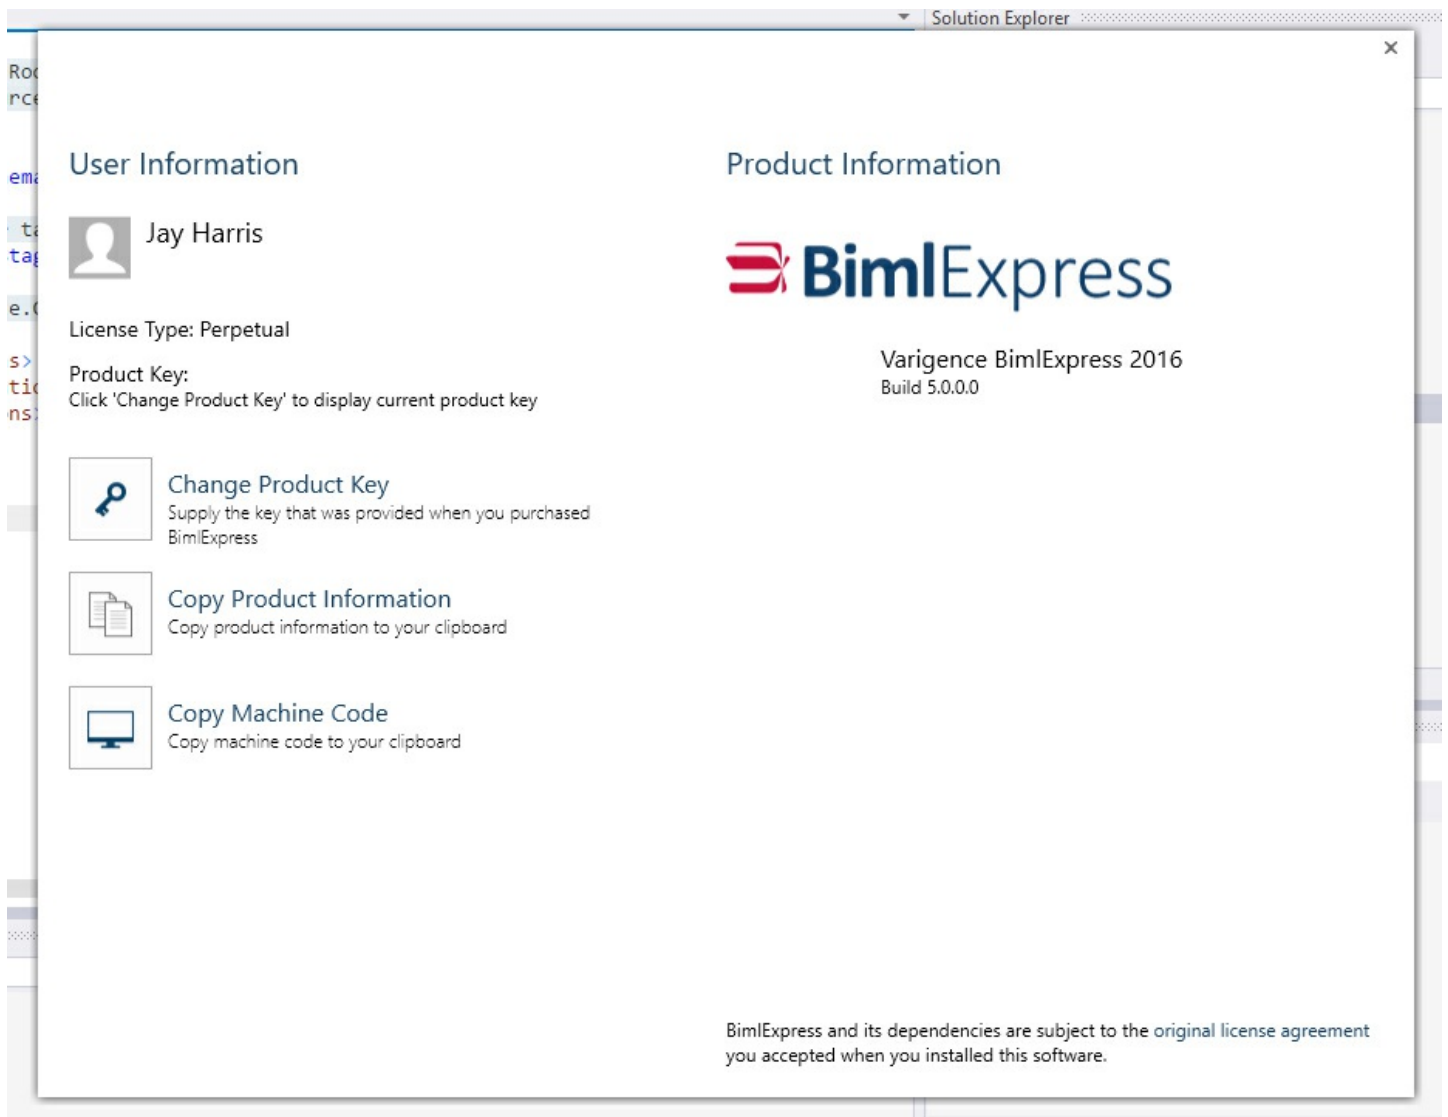 Solution Explorer
User Information
Jay Harris
License Type: Perpetual
Product Key:
Click 'Change Product Key' to display current product key
Change Product Key
Supply the key that was provided when you purchased
BimlExpress
Copy Product Information
Copy product information to your clipboard
Copy Machine Code
Copy machine code to your clipboard
Product Information
BimlExpress
Varigence BimlExpress 2016
Build 5.0.0.0
BimlExpress and its dependencies are subject to the original license agreement
you accepted when you installed this software.